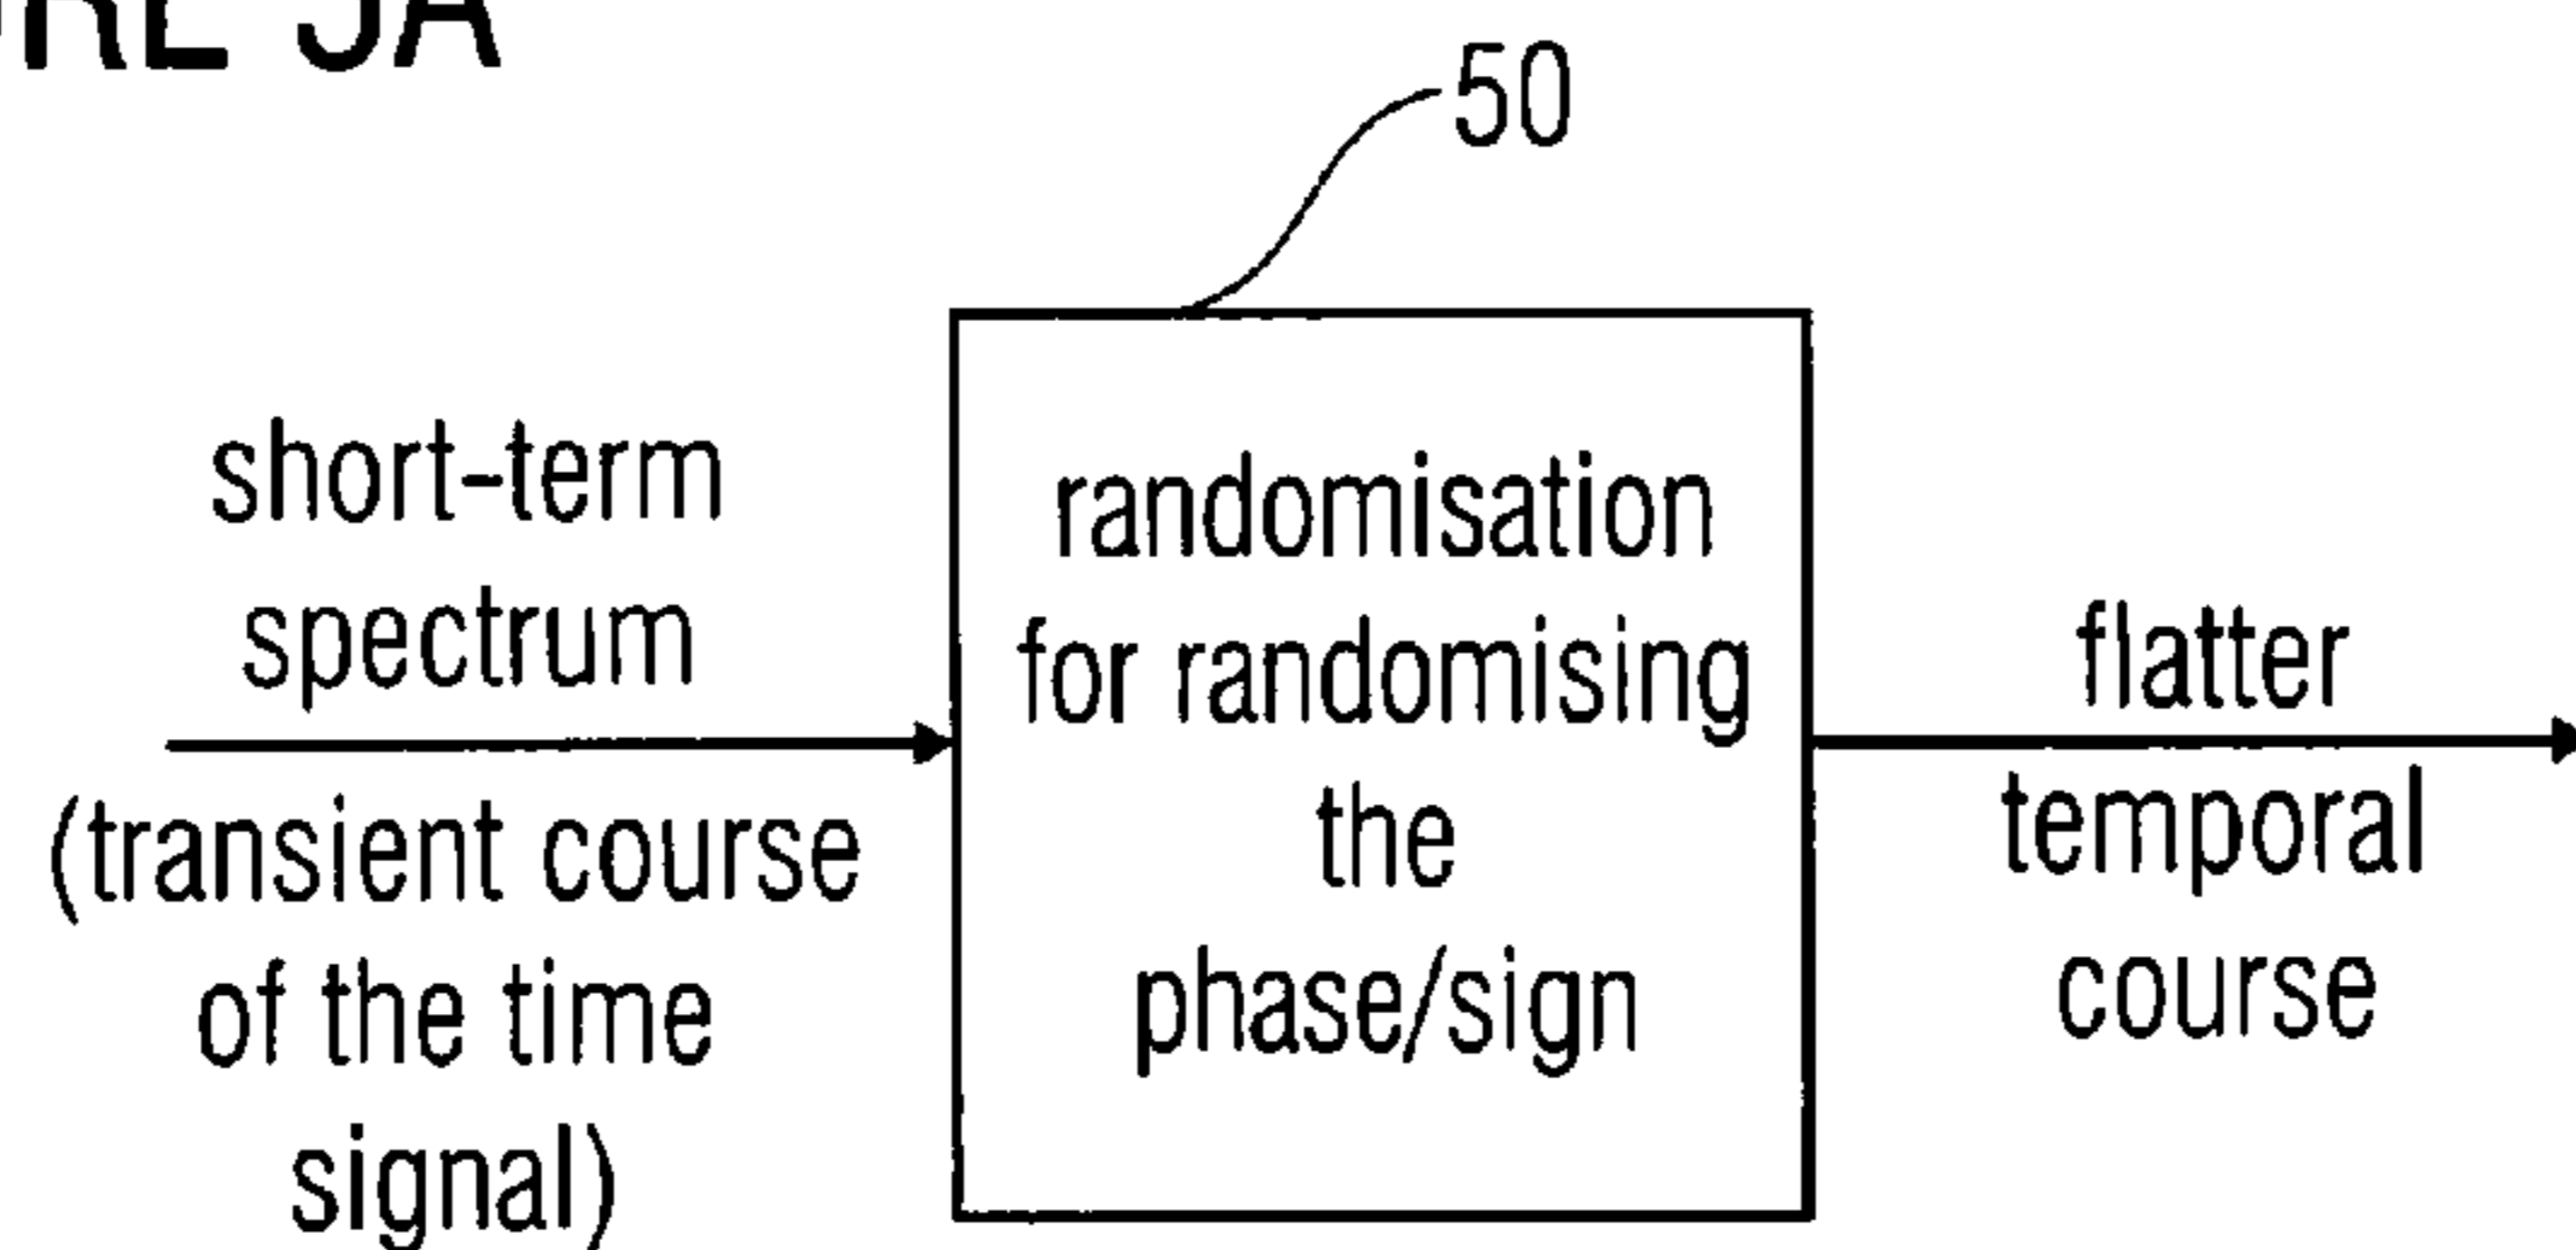 50
short-term
spectrum
(transient course
of the time
signal)
randomisation
for randomising
the
phase/sign
flatter
temporal
course